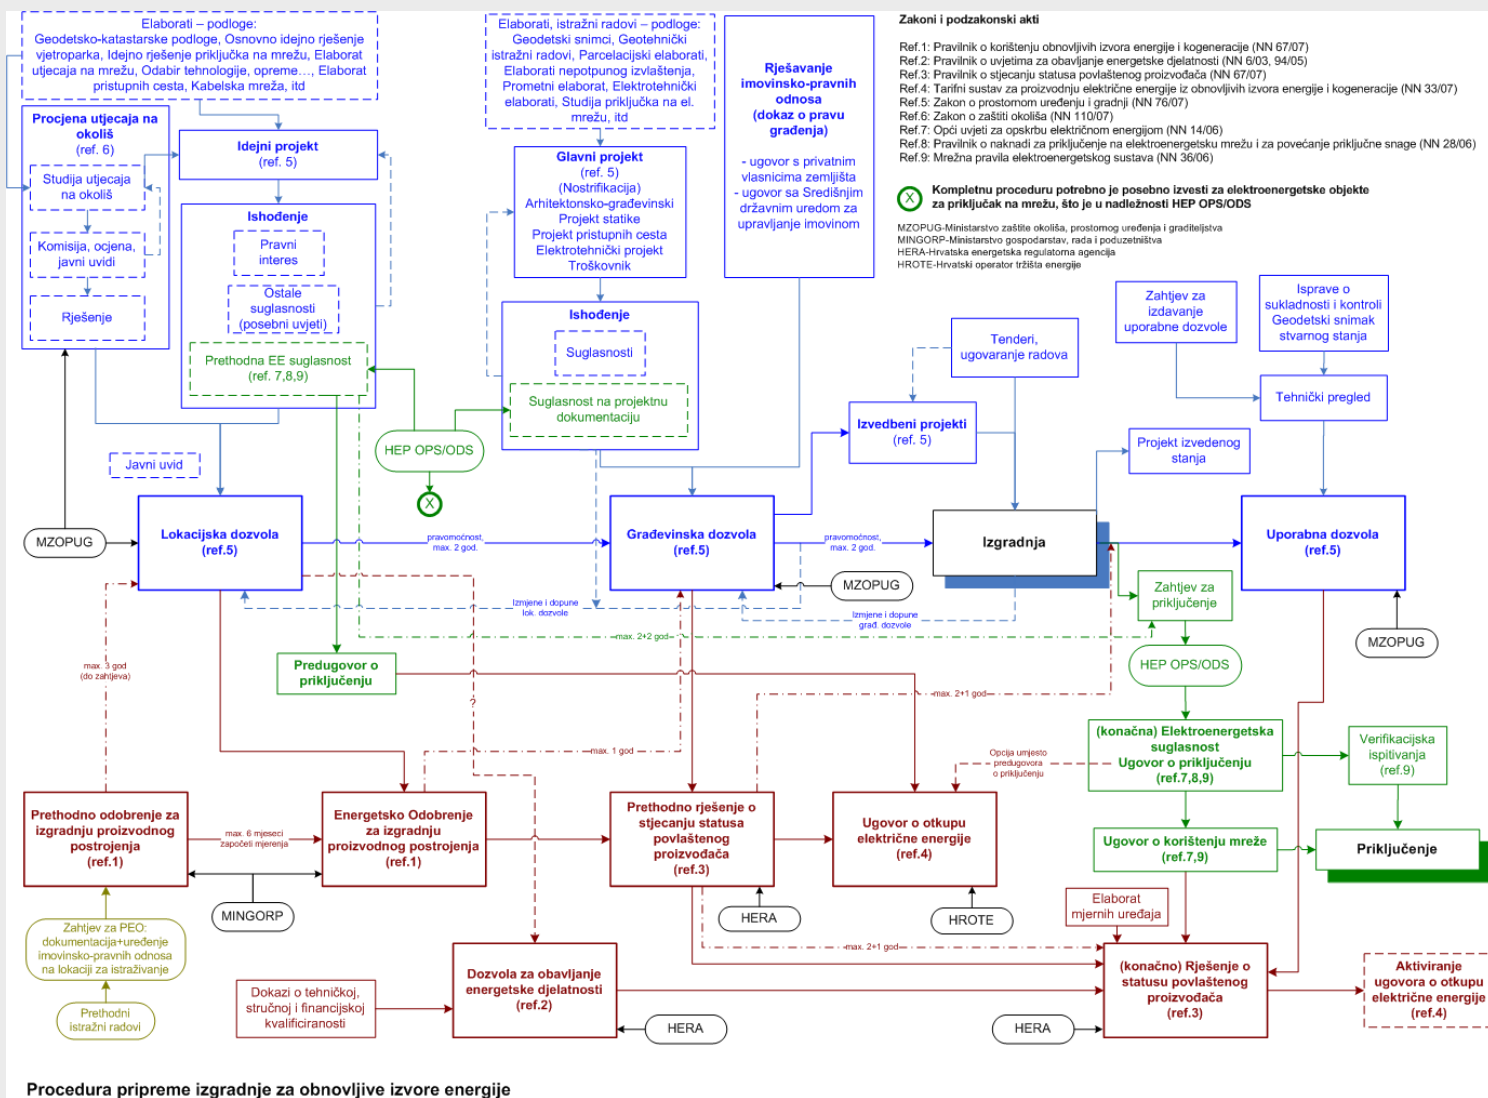 Elaborati – podloge:
Geodetsko-katastarske podloge, Osnovno idejno rješenje
vjetroparka, Idejno rješenje priključka na mrežu, Elaborat
utjecaja na mrežu, Odabir tehnologije, opreme…, Elaborat
pristupnih cesta, Kabelska mreža, itd
Elaborati, istražni radovi – podloge:
Geodetski snimci, Geotehnički
istražni radovi, Parcelacijski elaborati,
Elaborati nepotpunog izvlaštenja,
Prometni elaborat, Elektrotehnički
elaborati, Studija priključka na el.
mrežu, itd
Rješavanje
imovinsko-pravnih
odnosa
(dokaz o pravu
građenja)
- ugovor s privatnim
vlasnicima zemljišta
- ugovor sa Središnjim
državnim uredom za
upravljanje imovinom
Zakoni i podzakonski akti
Ref.1: Pravilnik o korištenju obnovljivih izvora energije i kogeneracije (NN 67/07)
Ref.2: Pravilnik o uvjetima za obavljanje energetske djelatnosti (NN 6/03, 94/05)
Ref.3: Pravilnik o stjecanju statusa povlaštenog proizvođača (NN 67/07)
Ref.4: Tarifni sustav za proizvodnju električne energije iz obnovljivih izvora energije i kogeneracije (NN 33/07)
Ref.5: Zakon o prostornom uređenju i gradnji (NN 76/07)
Ref.6: Zakon o zaštiti okoliša (NN 110/07)
Ref.7: Opći uvjeti za opskrbu električnom energijom (NN 14/06)
Ref.8: Pravilnik o naknadi za priključenje na elektroenergetsku mrežu i za povećanje priključne snage (NN 28/06)
Ref.9: Mrežna pravila elektroenergetskog sustava (NN 36/06)
X
Kompletnu proceduru potrebno je posebno izvesti za elektroenergetske objekte
za priključak na mrežu, što je u nadležnosti HEP OPS/ODS
MZOPUG-Ministarstvo zaštite okoliša, prostornog uređenja i graditeljstva
MINGORP-Ministarstvo gospodarstav, rada i poduzetništva
HERA-Hrvatska energetska regulatorna agencija
HROTE-Hrvatski operator tržišta energije
Procjena utjecaja na
okoliš
(ref. 6)
Studija utjecaja
na okoliš
Komisija, ocjena,
javni uvidi
Rješenje
Idejni projekt
(ref. 5)
Ishođenje
Pravni
interes
Ostale
suglasnosti
(posebni uvjeti)
Prethodna EE suglasnost
(ref. 7,8,9)
Glavni projekt
(ref. 5)
(Nostrifikacija)
Arhitektonsko-građevinski
Projekt statike
Projekt pristupnih cesta
Elektrotehnički projekt
Troškovnik
Ishođenje
Suglasnosti
Suglasnost na projektnu
dokumentaciju
HEP OPS/ODS
X
Tenderi,
ugovaranje radova
Zahtjev za
izdavanje
uporabne dozvole
Isprave o
sukladnosti i kontroli
Geodetski snimak
stvarnog stanja
Tehnički pregled
Izvedbeni projekti
(ref. 5)
Projekt izvedenog
stanja
Javni uvid
MZOPUG
Lokacijska dozvola
(ref.5)
pravomoćnost,
max. 2 god.
Građevinska dozvola
(ref.5)
pravomoćnost,
max. 2 god.
Izgradnja
Uporabna dozvola
(ref.5)
MZOPUG
Zahtjev za
priključenje
Izmjene i dopune
lok. dozvole
Izmjene i dopune
građ. dozvole
max. 2+2 god
MZOPUG
HEP OPS/ODS
max. 3 god
(do zahtjeva)
Predugovor o
priključenju
?
max. 2+1 god
max. 1 god
Opcija umjesto
predugovora
o priključenju
(konačna) Elektroenergetska
suglasnost
Ugovor o priključenju
(ref.7,8,9)
Verifikacijska
ispitivanja
(ref.9)
Prethodno odobrenje za
izgradnju proizvodnog
postrojenja
(ref.1)
max. 6 mjeseci
započeti mjerenja
Energetsko Odobrenje
za izgradnju
proizvodnog postrojenja
(ref.1)
Prethodno rješenje o
stjecanju statusa
povlaštenog
proizvođača
(ref.3)
Ugovor o otkupu
električne energije
(ref.4)
Ugovor o korištenju mreže
(ref.7,9)
Priključenje
MINGORP
HERA
HROTE
Elaborat
mjernih uređaja
Zahtjev za PEO:
dokumentacija+uređenje
imovinsko-pravnih odnosa
na lokaciji za istraživanje
max. 2+1 god
Prethodni
istražni radovi
Dokazi o tehničkoj,
stručnoj i financijskoj
kvalificiranosti
Dozvola za obavljanje
energetske djelatnosti
(ref.2)
HERA
HERA
(konačno) Rješenje o
statusu povlaštenog
proizvođača
(ref.3)
Aktiviranje
ugovora o otkupu
električne energije
(ref.4)
Procedura pripreme izgradnje za obnovljive izvore energije